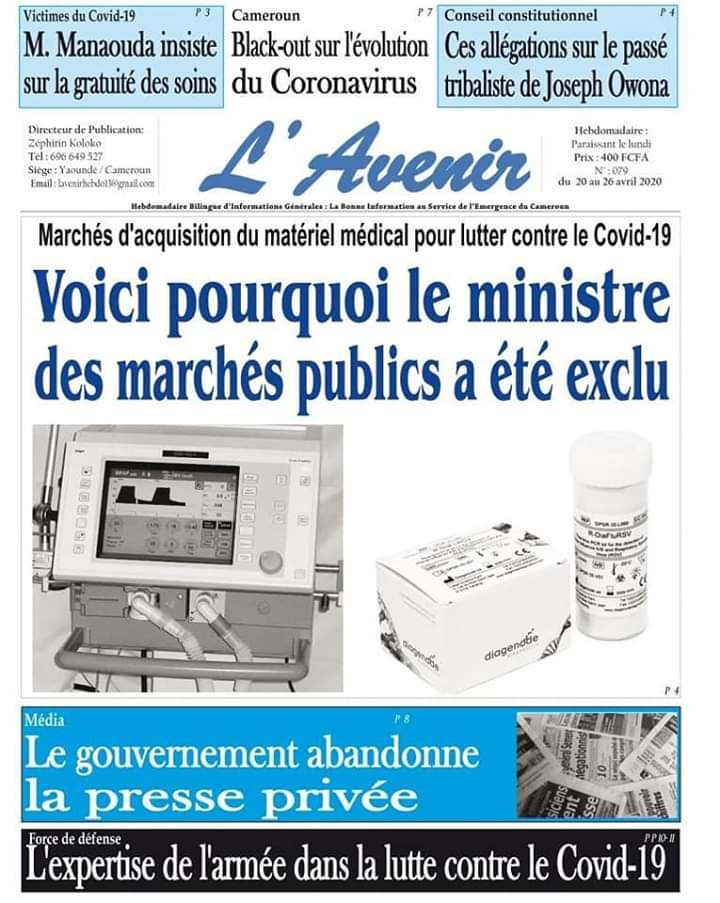 Victimes du Covid-19
P 3
M. Manaouda insiste
sur la gratuité des soins
Cameroun
P 7
Black-out sur l'évolution
du Coronavirus
Conseil constitutionnel
P 4
Ces allégations sur le passé
tribaliste de Joseph Owona
Directeur de Publication:
Zéphirin Koloko
Tél : 696 649 527
Siége : Yaoundé / Cameroun
Email : lavenirhebdo13@gmail.com
L'Avenir
Hebdomadaire :
Paraissant le lundi
Prix : 400 FCFA
N° : 079
du 20 au 26 avril 2020
Hebdomadaire Bilingue d'Informations Générales : La Bonne Information au Service de l'Emergence du Cameroun
Marchés d'acquisition du matériel médical pour lutter contre le Covid-19
Voici pourquoi le ministre
des marchés publics a été exclu
R-DiaFluRSV
diagenode
P 4
Média
P 8
Le gouvernement abandonne
la presse privée
Force de défense
PP 10-11
L'expertise de l'armée dans la lutte contre le Covid-19